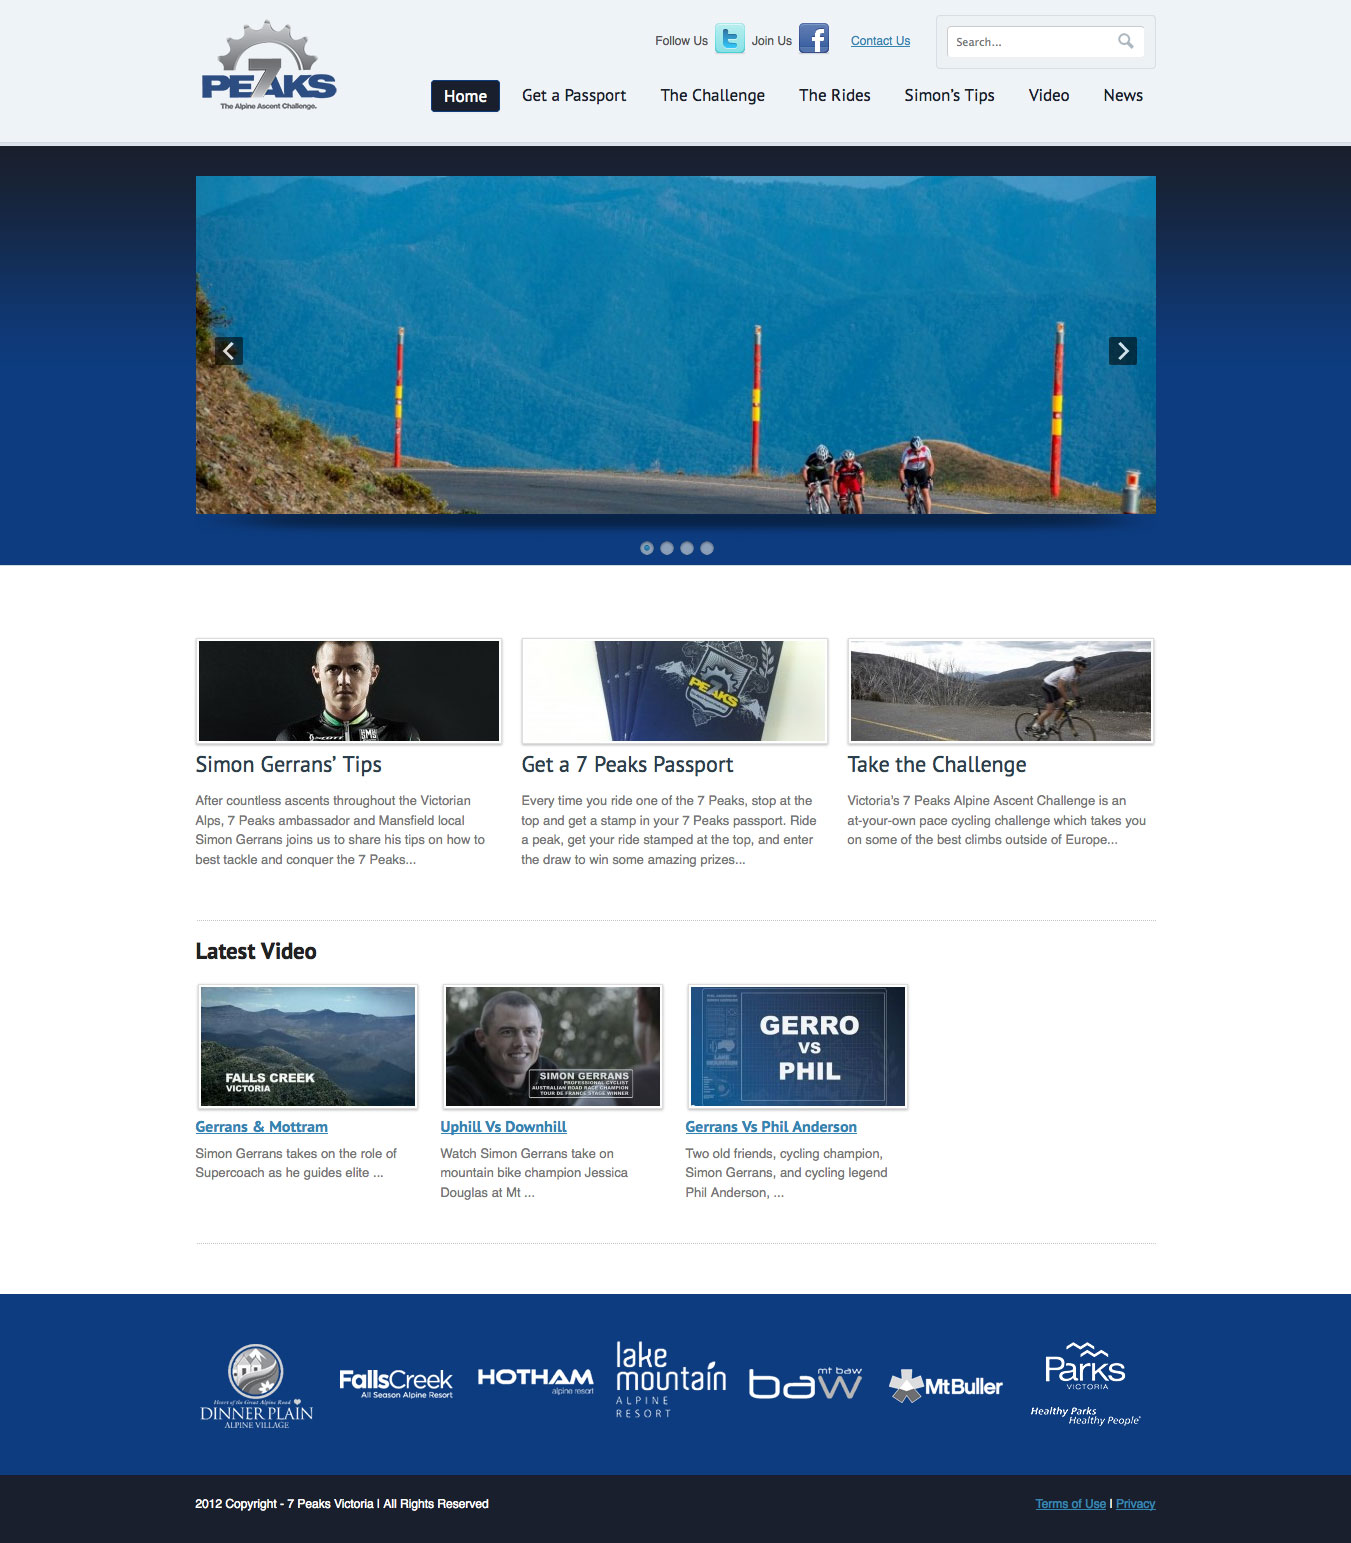 PE7AKS
The Alpine Ascent Challenge.
Follow Us
Join Us
Contact Us
Search...
Home
Get a Passport
The Challenge
The Rides
Simon's Tips
Video
News
SCOTT
PEAKS
Simon Gerrans' Tips
Get a 7 Peaks Passport
Take the Challenge
After countless ascents throughout the Victorian
Alps, 7 Peaks ambassador and Mansfield local
Simon Gerrans joins us to share his tips on how to
best tackle and conquer the 7 Peaks...
Every time you ride one of the 7 Peaks, stop at the
top and get a stamp in your 7 Peaks passport. Ride
a peak, get your ride stamped at the top, and enter
the draw to win some amazing prizes...
Victoria's 7 Peaks Alpine Ascent Challenge is an
at-your-own pace cycling challenge which takes you
on some of the best climbs outside of Europe...
Latest Video
FALLS CREEK
VICTORIA
SIMON GERRANS
PROFESSIONAL CYCLIST
AUSTRALIAN ROAD RACE CHAMPION
TOUR DE FRANCE STAGE WINNER
LAKE
MOUNTAIN
GERRO
VS
PHIL
Gerrans & Mottram
Simon Gerrans takes on the role of
Supercoach as he guides elite ...
Uphill Vs Downhill
Watch Simon Gerrans take on
mountain bike champion Jessica
Douglas at Mt ...
Gerrans Vs Phil Anderson
Two old friends, cycling champion,
Simon Gerrans, and cycling legend
Phil Anderson, ...
Heart of the Great Alpine Road
DINNER PLAIN
ALPINE VILLAGE
FallsCreek
All Season Alpine Resort
HOTHAM
alpine resort
lake
mountain
ALPINE
RESORT
mt baw
baw
Mt Buller
Parks
VICTORIA
Healthy Parks
Healthy People
2012 Copyright - 7 Peaks Victoria | All Rights Reserved
Terms of Use | Privacy